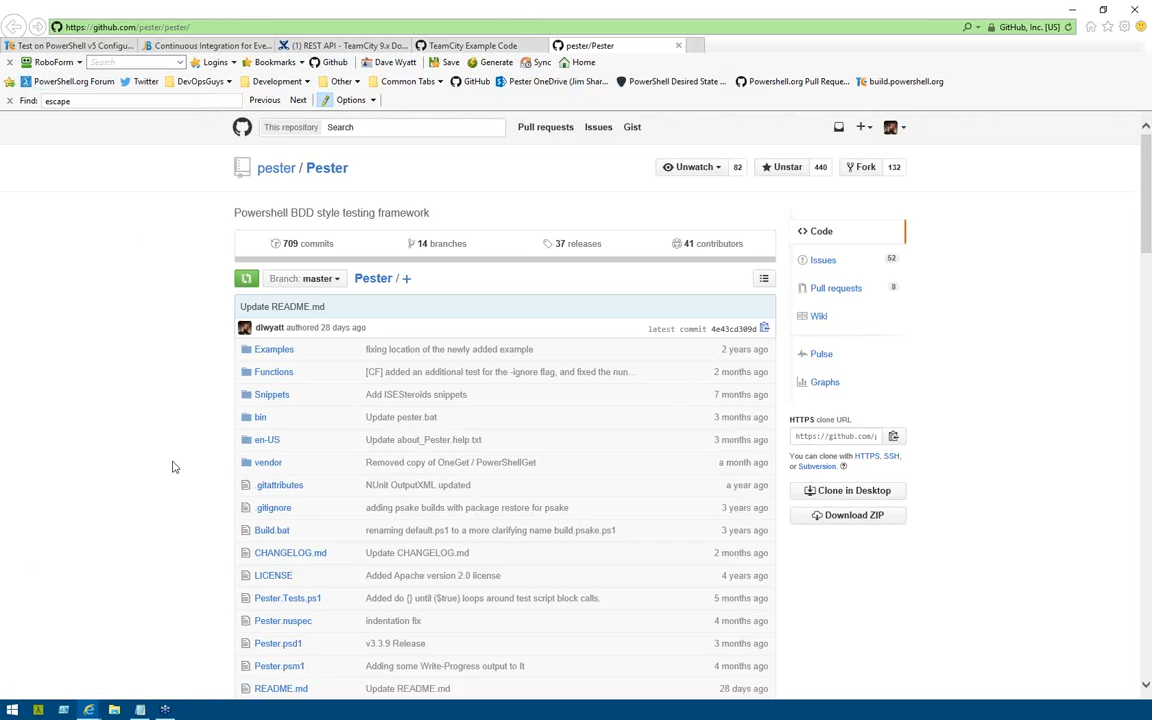 https://github.com/pester/pester/
GitHub, Inc. [US]
Test on PowerShell v5 Configu...
Continuous Integration for Eve...
(1) REST API - TeamCity 9.x Do...
TeamCity Example Code
pester/Pester
RoboForm
Search
Logins
Bookmarks
Github
Dave Wyatt
Save
Generate
Sync
Home
PowerShell.org Forum
Twitter
DevOpsGuys
Development
Other
Common Tabs
GitHub
Pester OneDrive (Jim Shar...
PowerShell Desired State ...
Powershell.org Pull Reque...
build.powershell.org
Find: escape
Previous
Next
Options
This repository
Search
Pull requests
Issues
Gist
pester / Pester
Unwatch
82
Unstar
440
Fork
132
Powershell BDD style testing framework
709 commits
14 branches
37 releases
41 contributors
Branch: master
Pester / +
Update README.md
dlwyatt authored 28 days ago
latest commit 4e43cd309d
Examples
fixing location of the newly added example
2 years ago
Functions
[CF] added an additional test for the -ignore flag, and fixed the nun...
2 months ago
Snippets
Add ISESteroids snippets
7 months ago
bin
Update pester.bat
3 months ago
en-US
Update about_Pester.help.txt
3 months ago
vendor
Removed copy of OneGet / PowerShellGet
a month ago
.gitattributes
NUnit OutputXML updated
a year ago
.gitignore
adding psake builds with package restore for psake
3 years ago
Build.bat
renaming default.ps1 to a more clarifying name build.psake.ps1
3 years ago
CHANGELOG.md
Update CHANGELOG.md
2 months ago
LICENSE
Added Apache version 2.0 license
4 years ago
Pester.Tests.ps1
Added do {} until ($true) loops around test script block calls.
5 months ago
Pester.nuspec
indentation fix
4 months ago
Pester.psd1
v3.3.9 Release
3 months ago
Pester.psm1
Adding some Write-Progress output to It
4 months ago
README.md
Update README.md
28 days ago
Code
Issues
52
Pull requests
8
Wiki
Pulse
Graphs
HTTPS clone URL
https://github.com/p
You can clone with HTTPS, SSH,
or Subversion.
Clone in Desktop
Download ZIP